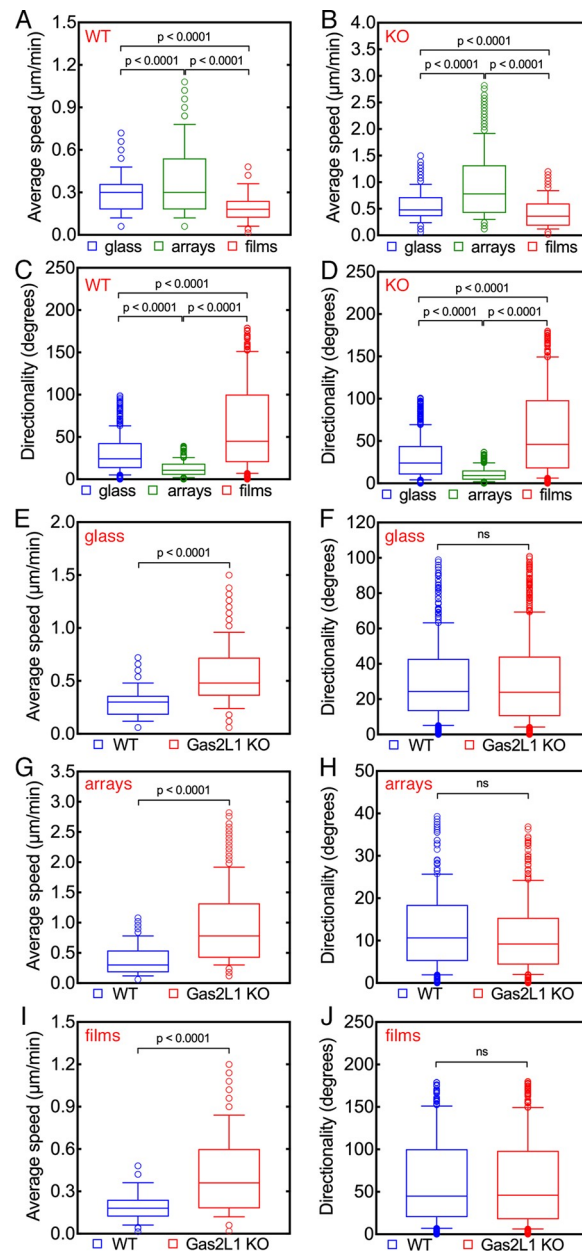 A
WT
Average speed (µm/min)
1.5
1.2
0.9
0.6
0.3
0.0
p < 0.0001
p < 0.0001 p < 0.0001
glass arrays films
B
KO
Average speed (µm/min)
4.0
3.5
3.0
2.5
2.0
1.5
1.0
0.5
0.0
p < 0.0001
p < 0.0001 p < 0.0001
glass arrays films
C
WT
Directionality (degrees)
250
200
150
100
50
0
p < 0.0001
p < 0.0001 p < 0.0001
glass arrays films
D
KO
Directionality (degrees)
250
200
150
100
50
0
p < 0.0001
p < 0.0001 p < 0.0001
glass arrays films
E
glass
Average speed (µm/min)
2.0
1.5
1.0
0.5
0.0
p < 0.0001
WT Gas2L1 KO
F
glass
Directionality (degrees)
120
100
80
60
40
20
0
ns
WT Gas2L1 KO
G
arrays
Average speed (µm/min)
3.5
3.0
2.5
2.0
1.5
1.0
0.5
0.0
p < 0.0001
WT Gas2L1 KO
H
arrays
Directionality (degrees)
50
40
30
20
10
0
ns
WT Gas2L1 KO
I
films
Average speed (µm/min)
1.5
1.2
0.9
0.6
0.3
0.0
p < 0.0001
WT Gas2L1 KO
J
films
Directionality (degrees)
250
200
150
100
50
0
ns
WT Gas2L1 KO